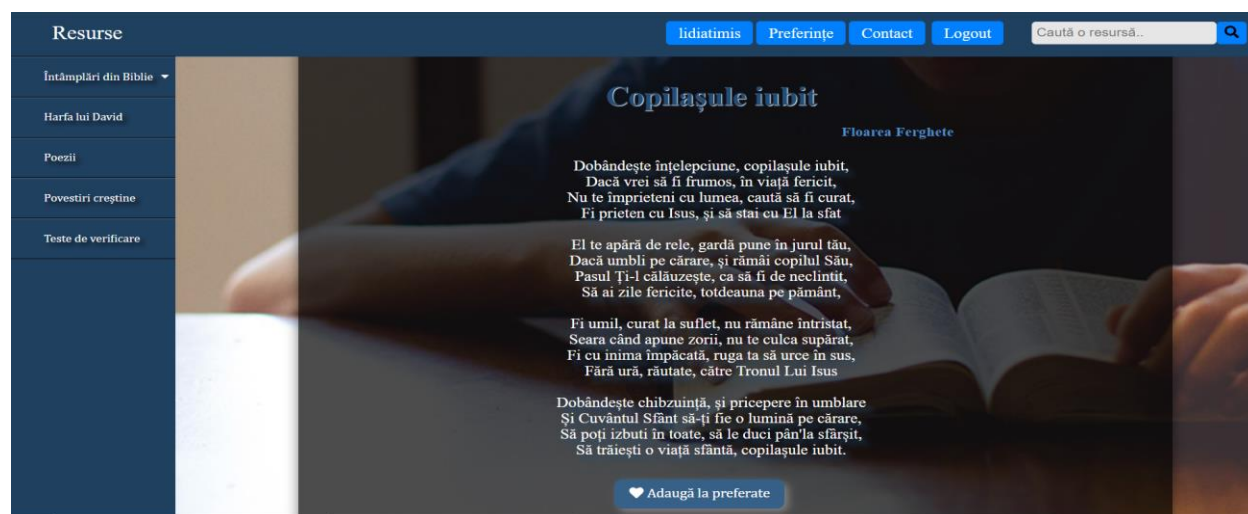 Resurse
lidiatimis
Preferințe
Contact
Logout
Caută o resursă..
Întâmplări din Biblie
Harfa lui David
Poezii
Povestiri creștine
Teste de verificare
Copilașule iubit
Floarea Ferghete
Dobândește înțelepciune, copilașule iubit,
Dacă vrei să fi frumos, în viață fericit,
Nu te împrieteni cu lumea, caută să fi curat,
Fi prieten cu Isus, și să stai cu El la sfat
El te apără de rele, gardă pune în jurul tău,
Dacă umbli pe cărare, și rămâi copilul Său,
Pasul Ți-l călăuzește, ca să fi de neclintit,
Să ai zile fericite, totdeauna pe pământ,
Fi umil, curat la suflet, nu rămâne întristat,
Seara când apune zorii, nu te culca supărat,
Fi cu inima împăcată, ruga ta să urce în sus,
Fără ură, răutate, către Tronul Lui Isus
Dobândește chibzuință, și pricepere în umblare
Și Cuvântul Sfânt să-ți fie o lumină pe cărare,
Să poți izbuti în toate, să le duci pân'la sfârșit,
Să trăiești o viață sfântă, copilașule iubit.
Adaugă la preferate